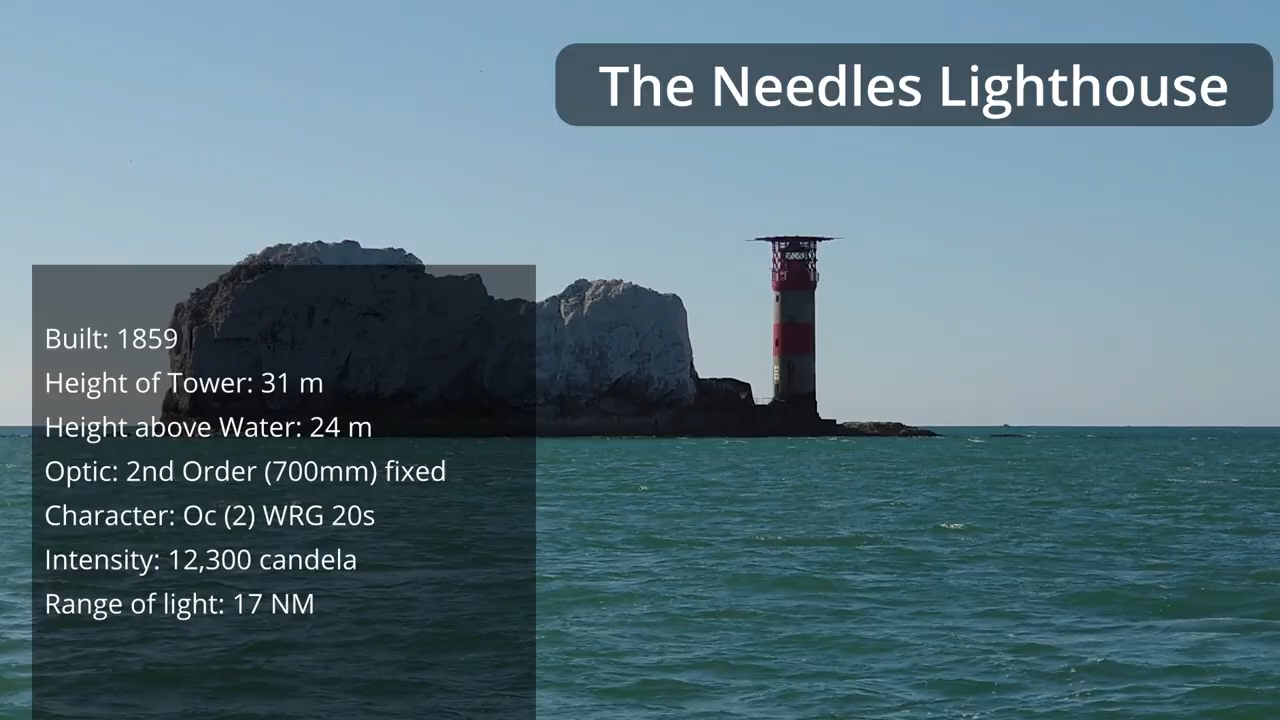 The Needles Lighthouse
Built: 1859
Height of Tower: 31 m
Height above Water: 24 m
Optic: 2nd Order (700mm) fixed
Character: Oc (2) WRG 20s
Intensity: 12,300 candela
Range of light: 17 NM